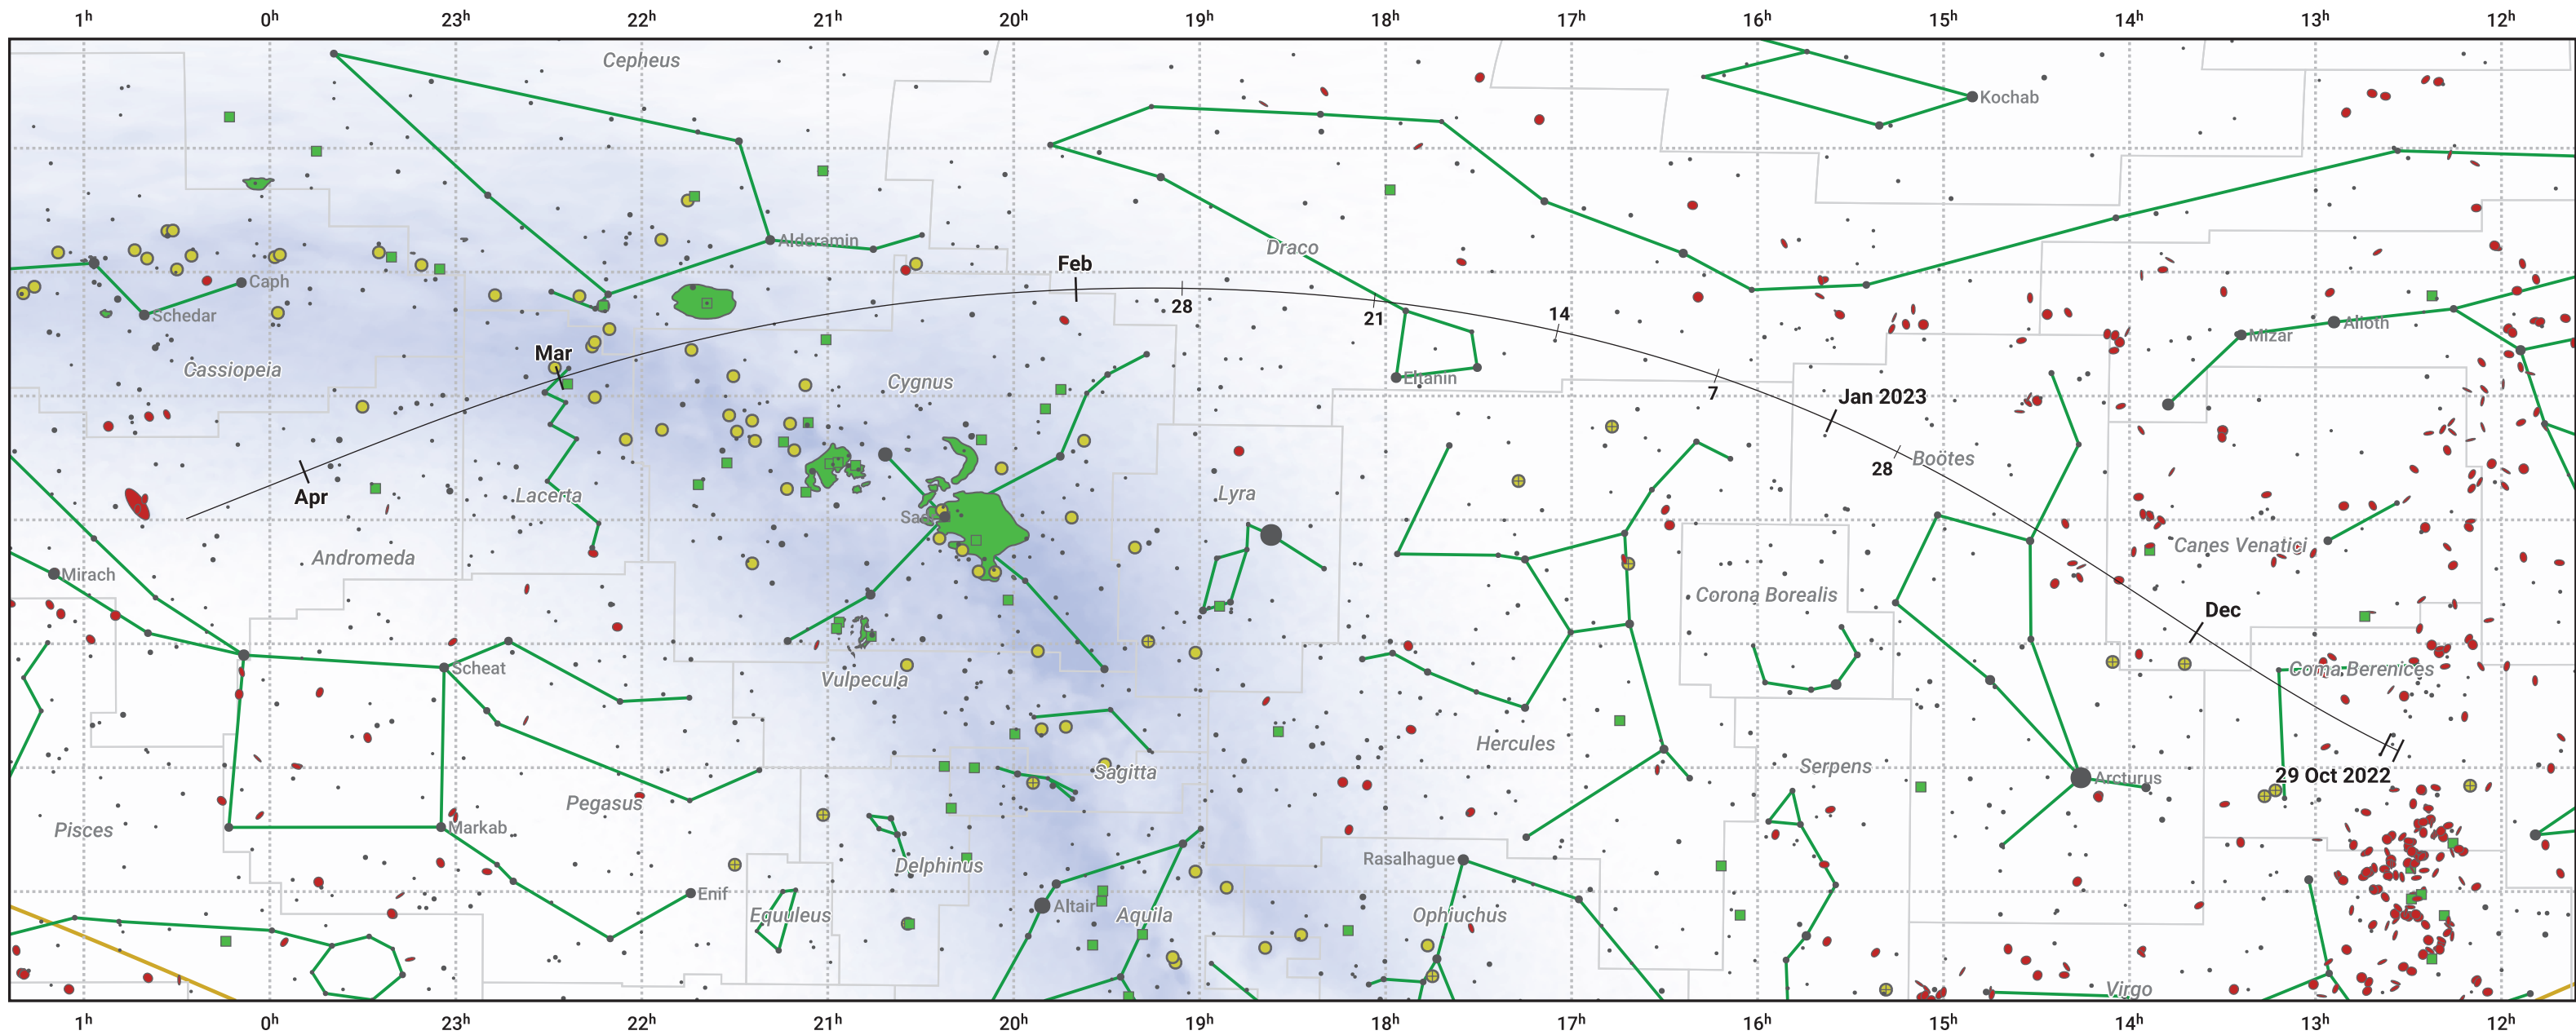 1h 0h 23h 22h 21h 20h 19h 18h 17h 16h 15h 14h 13h 12h
Cepheus
Kochab
Alderamin
Draco
Feb
Caph
28
Schedar
21
14
Alioth
Mizar
Mar
Cassiopeia
Cygnus
Eltanin
7
Jan 2023
Boötes
28
Apr
Lacerta
Lyra
Canes Venatici
Andromeda
Mirach
Corona Borealis
Dec
Scheat
Vulpecula
Coma Berenices
Hercules
Sagitta
Serpens
Arcturus
29 Oct 2022
Pegasus
Pisces
Markab
Delphinus
Rasalhague
Enif
Altair
Equuleus
Aquila
Ophiuchus
Virgo
1h 0h 23h 22h 21h 20h 19h 18h 17h 16h 15h 14h 13h 12h